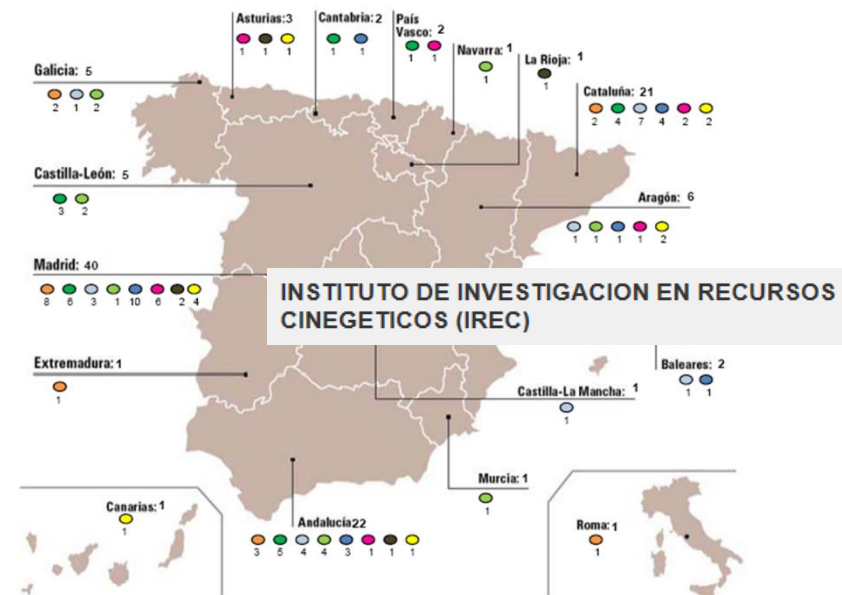 Asturias:3
1 1 1
Cantabria:2
1 1
País
Vasco: 2
1 1
Navarra: 1
1
La Rioja: 1
1
Galicia: 5
2 1 2
Cataluña: 21
2 4 7 4 2 2
Castilla-León: 5
3 2
Aragón: 6
1 1 1 1 2
Madrid: 40
8 6 3 1 10 6 2 4
INSTITUTO DE INVESTIGACION EN RECURSOS
CINEGETICOS (IREC)
Extremadura: 1
1
Baleares: 2
1 1
Castilla-La Mancha: 1
1
Murcia: 1
1
Canarias: 1
1
Andalucía22
3 5 4 4 3 1 1 1
Roma: 1
1